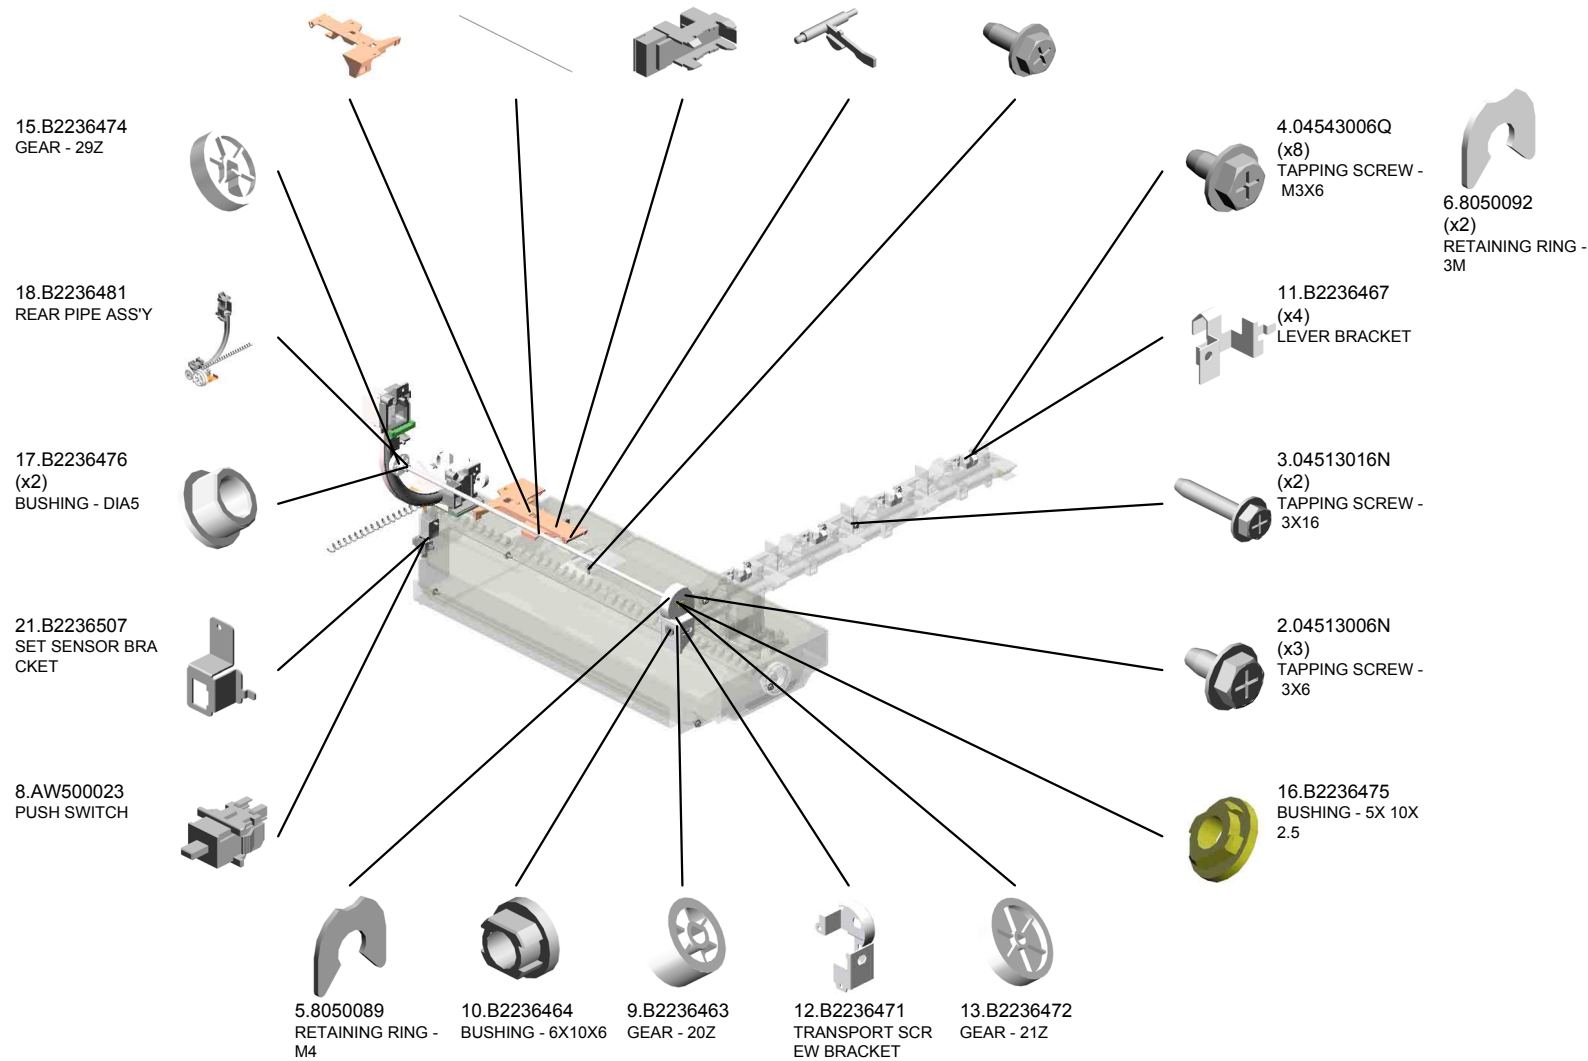 15.B2236474
GEAR - 29Z
18.B2236481
REAR PIPE ASS'Y
17.B2236476
(x2)
BUSHING - DIA5
21.B2236507
SET SENSOR BRA
CKET
8.AW500023
PUSH SWITCH
4.04543006Q
(x8)
TAPPING SCREW -
M3X6
6.8050092
(x2)
RETAINING RING -
3M
11.B2236467
(x4)
LEVER BRACKET
3.04513016N
(x2)
TAPPING SCREW -
3X16
2.04513006N
(x3)
TAPPING SCREW -
3X6
16.B2236475
BUSHING - 5X 10X
2.5
5.8050089
RETAINING RING -
M4
10.B2236464
BUSHING - 6X10X6
9.B2236463
GEAR - 20Z
12.B2236471
TRANSPORT SCR
EW BRACKET
13.B2236472
GEAR - 21Z